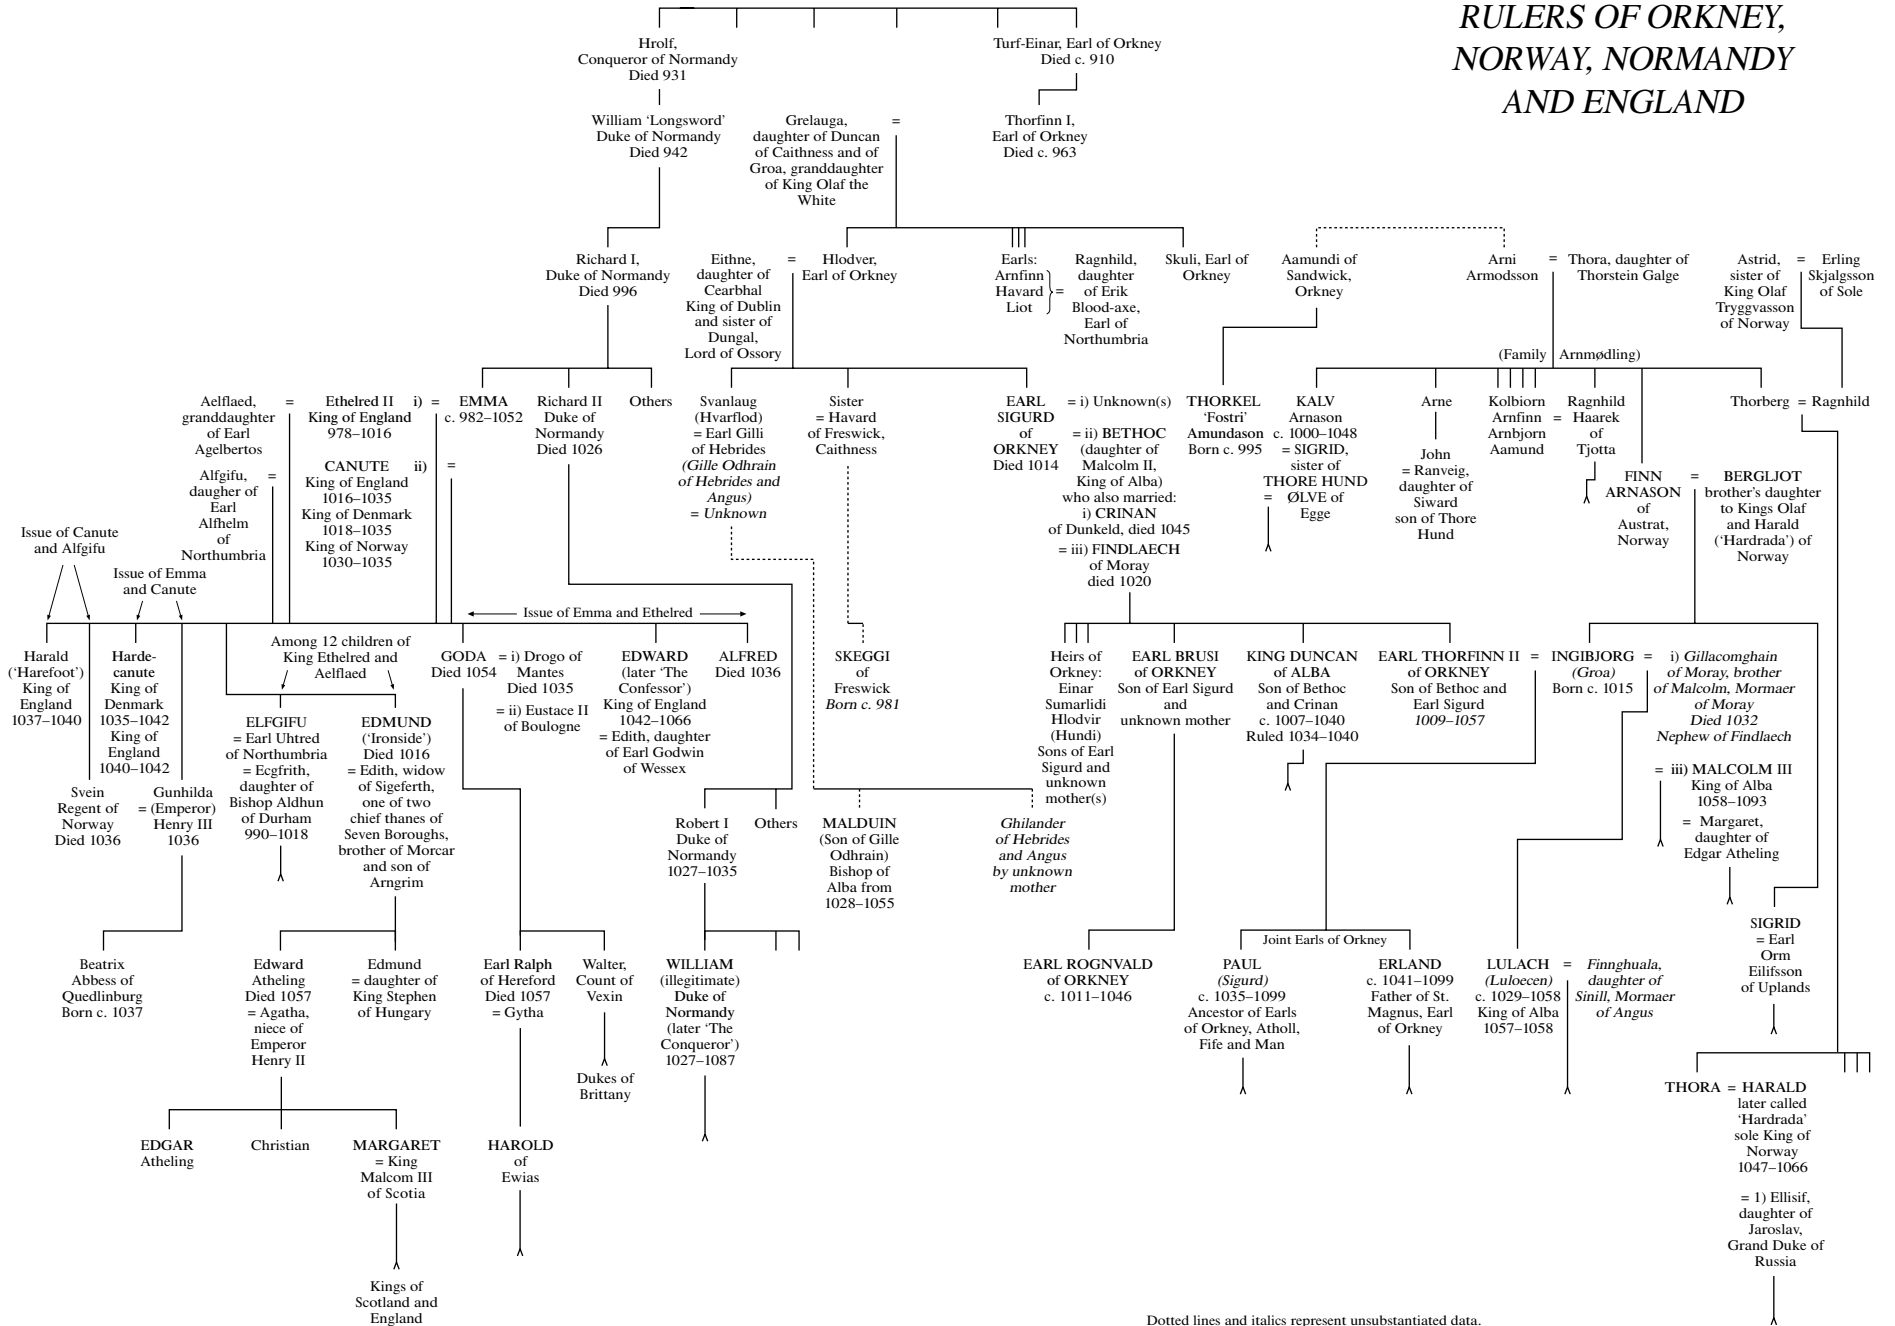 RULERS OF ORKNEY,
NORWAY, NORMANDY
AND ENGLAND
Hrolf,
Conqueror of Normandy
Died 931
Turf-Einar, Earl of Orkney
Died c. 910
William ‘Longsword’
Duke of Normandy
Died 942
Grelauga,
daughter of Duncan
of Caithness and of
Groa, granddaughter
of King Olaf the
White
=
Thorfinn I,
Earl of Orkney
Died c. 963
Richard I,
Duke of Normandy
Died 996
Eithne,
daughter of
Cearbhal
King of Dublin
and sister of
Dungal,
Lord of Ossory
=
Hlodver,
Earl of Orkney
Earls:
Arnfinn
Havard
Liot
=
Ragnhild,
daughter
of Erik
Blood-axe,
Earl of
Northumbria
Skuli, Earl of
Orkney
Aamundi of
Sandwick,
Orkney
Arni
Armodsson
=
Thora, daughter of
Thorstein Galge
Astrid,
sister of
King Olaf
Tryggvasson
of Norway
=
Erling
Skjalgsson
of Sole
(Family Arnmødling)
Aelflaed,
granddaughter
of Earl
Agelbertos
=
Ethelred II
King of England
978–1016
i) =
EMMA
c. 982–1052
Richard II
Duke of
Normandy
Died 1026
Others
Svanlaug
(Hvarflod)
= Earl Gilli
of Hebrides
(Gille Odhrain
of Hebrides and
Angus)
= Unknown
Sister
= Havard
of Freswick,
Caithness
EARL
SIGURD
of
ORKNEY
Died 1014
= i) Unknown(s)
= ii) BETHOC
(daughter of
Malcolm II,
King of Alba)
who also married:
i) CRINAN
of Dunkeld, died 1045
= iii) FINDLAECH
of Moray
died 1020
THORKEL
‘Fostri’
Amundason
Born c. 995
KALV
Arnason
c. 1000–1048
= SIGRID,
sister of
THORE HUND
= ØLVE of
Egge
Arne
John
= Ranveig,
daughter of
Siward
son of Thore
Hund
Kolbiorn
Arnfinn
Arnbjorn
Aamund
=
Ragnhild
Haarek
of
Tjotta
FINN
ARNASON
of
Austrat,
Norway
=
BERGLJOT
brother's daughter
to Kings Olaf
and Harald
(‘Hardrada’) of
Norway
Thorberg = Ragnhild
Alfgifu,
daugher of
Earl
Alfhelm
of
Northumbria
=
CANUTE
King of England
1016–1035
King of Denmark
1018–1035
King of Norway
1030–1035
ii) =
Issue of Canute
and Alfgifu
Issue of Emma
and Canute
Issue of Emma and Ethelred
Among 12 children of
King Ethelred and
Aelflaed
Harald
(‘Harefoot’)
King of
England
1037–1040
Harde-
canute
King of
Denmark
1035–1042
King of
England
1040–1042
GODA
Died 1054
= i) Drogo of
Mantes
Died 1035
= ii) Eustace II
of Boulogne
EDWARD
(later ‘The
Confessor’)
King of England
1042–1066
= Edith, daughter
of Earl Godwin
of Wessex
ALFRED
Died 1036
SKEGGI
of
Freswick
Born c. 981
Heirs of
Orkney:
Einar
Sumarlidi
Hlodvir
(Hundi)
Sons of Earl
Sigurd and
unknown
mother(s)
EARL BRUSI
of ORKNEY
Son of Earl Sigurd
and
unknown mother
KING DUNCAN
of ALBA
Son of Bethoc
and Crinan
c. 1007–1040
Ruled 1034–1040
EARL THORFINN II
of ORKNEY
Son of Bethoc and
Earl Sigurd
1009–1057
=
INGIBJORG
(Groa)
Born c. 1015
=
i) Gillacomghain
of Moray, brother
of Malcolm, Mormaer
of Moray
Died 1032
Nephew of Findlaech
= iii) MALCOLM III
King of Alba
1058–1093
= Margaret,
daughter of
Edgar Atheling
Svein
Regent of
Norway
Died 1036
Gunhilda
= (Emperor)
Henry III
1036
ELFGIFU
= Earl Uhtred
of Northumbria
= Ecgfrith,
daughter of
Bishop Aldhun
of Durham
990–1018
EDMUND
(‘Ironside’)
Died 1016
= Edith, widow
of Sigeferth,
one of two
chief thanes of
Seven Boroughs,
brother of Morcar
and son of
Arngrim
Robert I
Duke of
Normandy
1027–1035
Others
MALDUIN
(Son of Gille
Odhrain)
Bishop of
Alba from
1028–1055
Ghilander
of Hebrides
and Angus
by unknown
mother
SIGRID
= Earl
Orm
Eilifsson
of Uplands
Beatrix
Abbess of
Quedlinburg
Born c. 1037
Edward
Atheling
Died 1057
= Agatha,
niece of
Emperor
Henry II
Edmund
= daughter of
King Stephen
of Hungary
Earl Ralph
of Hereford
Died 1057
= Gytha
Walter,
Count of
Vexin
Dukes of
Brittany
WILLIAM
(illegitimate)
Duke of
Normandy
(later ‘The
Conqueror’)
1027–1087
EARL ROGNVALD
of ORKNEY
c. 1011–1046
Joint Earls of Orkney
PAUL
(Sigurd)
c. 1035–1099
Ancestor of Earls
of Orkney, Atholl,
Fife and Man
ERLAND
c. 1041–1099
Father of St.
Magnus, Earl
of Orkney
LULACH
(Luloecen)
c. 1029–1058
King of Alba
1057–1058
=
Finnghuala,
daughter of
Sinill, Mormaer
of Angus
THORA = HARALD
later called
‘Hardrada’
sole King of
Norway
1047–1066
= 1) Ellisif,
daughter of
Jaroslav,
Grand Duke of
Russia
EDGAR
Atheling
Christian
MARGARET
= King
Malcom III
of Scotia
HAROLD
of
Ewias
Kings of
Scotland and
England
Dotted lines and italics represent unsubstantiated data.